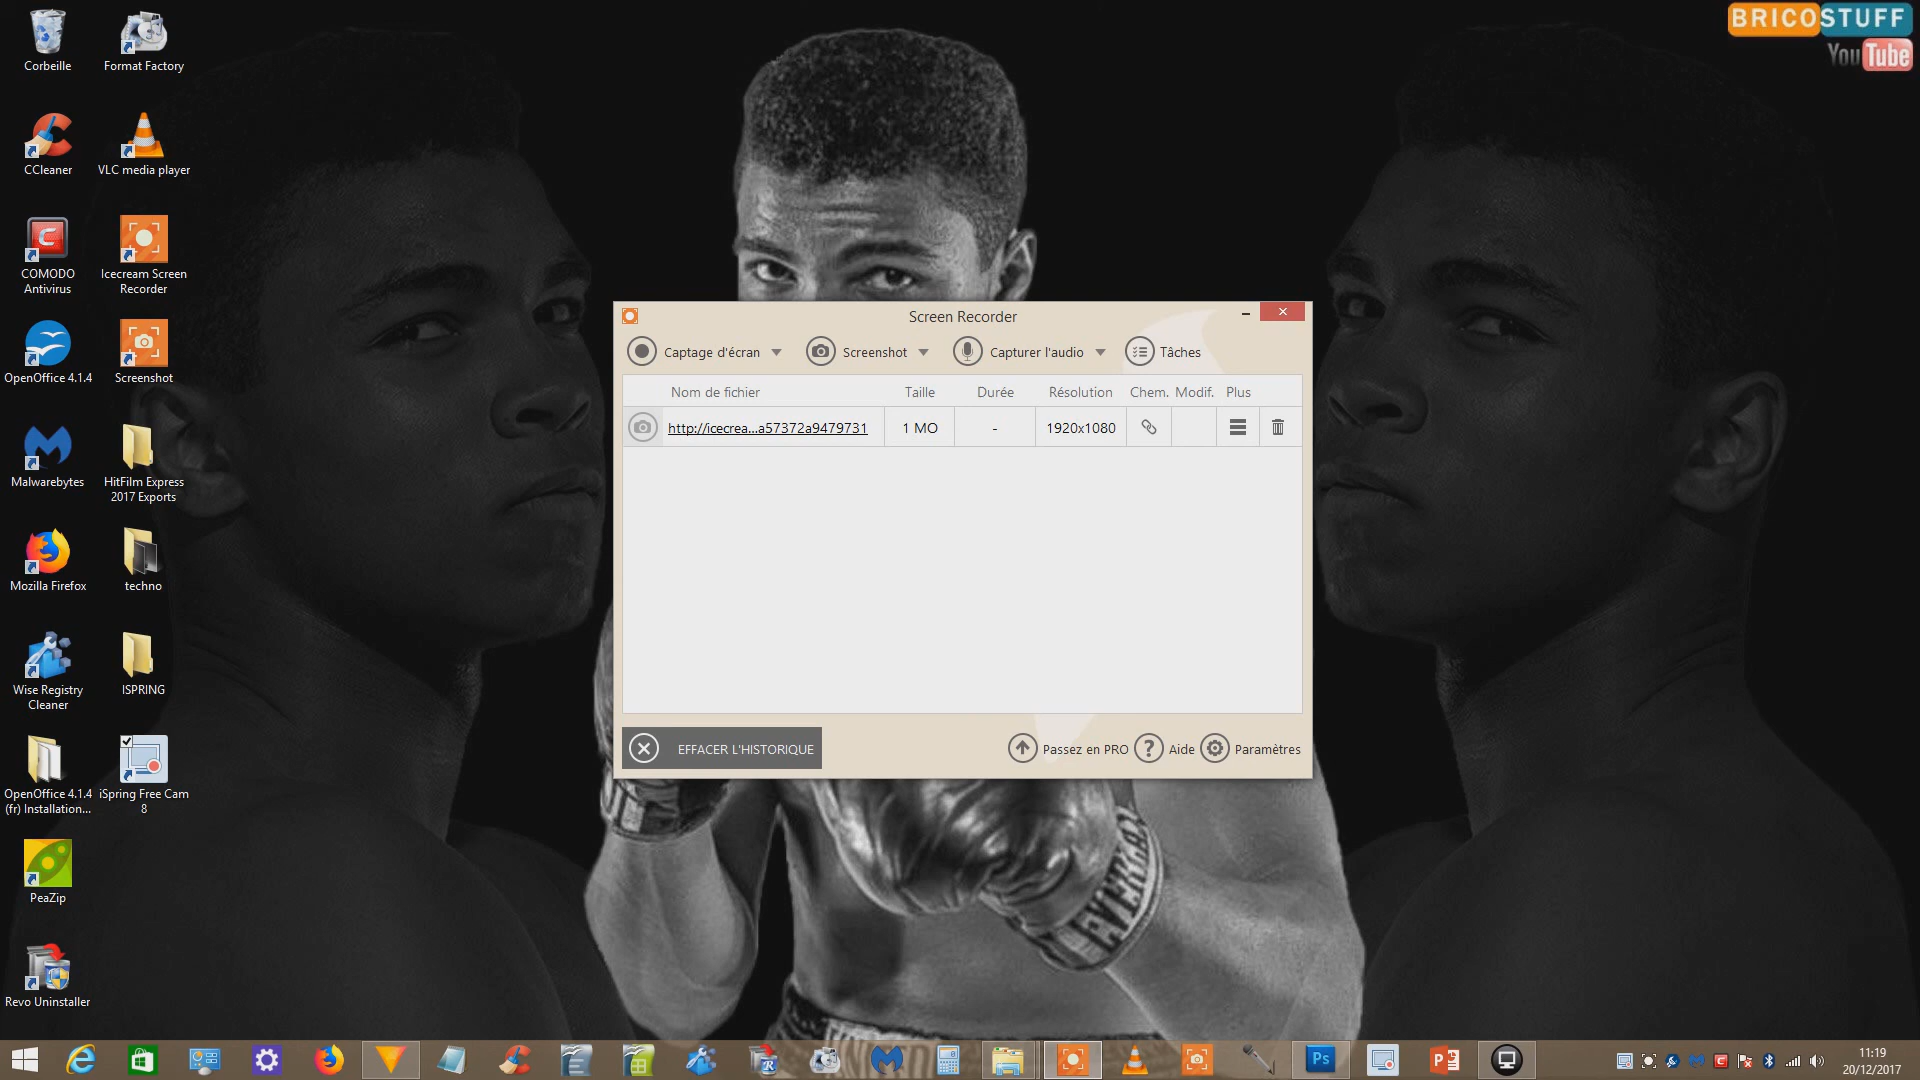 BRICOSTUFF
YouTube
Corbeille
Format Factory
CCleaner
VLC media player
COMODO
Antivirus
Icecream Screen
Recorder
OpenOffice 4.1.4
Screenshot
Malwarebytes
HitFilm Express
2017 Exports
Mozilla Firefox
techno
Wise Registry
Cleaner
ISPRING
OpenOffice 4.1.4
(fr) Installation...
iSpring Free Cam
8
PeaZip
Revo Uninstaller
Screen Recorder
Captage d'écran
Screenshot
Capturer l'audio
Tâches
Nom de fichier
Taille
Durée
Résolution
Chem.
Modif.
Plus
http://icecrea...a57372a9479731
1 MO
-
1920x1080
EFFACER L'HISTORIQUE
Passez en PRO
Aide
Paramètres
EVERLA
Ps
11:19
20/12/2017